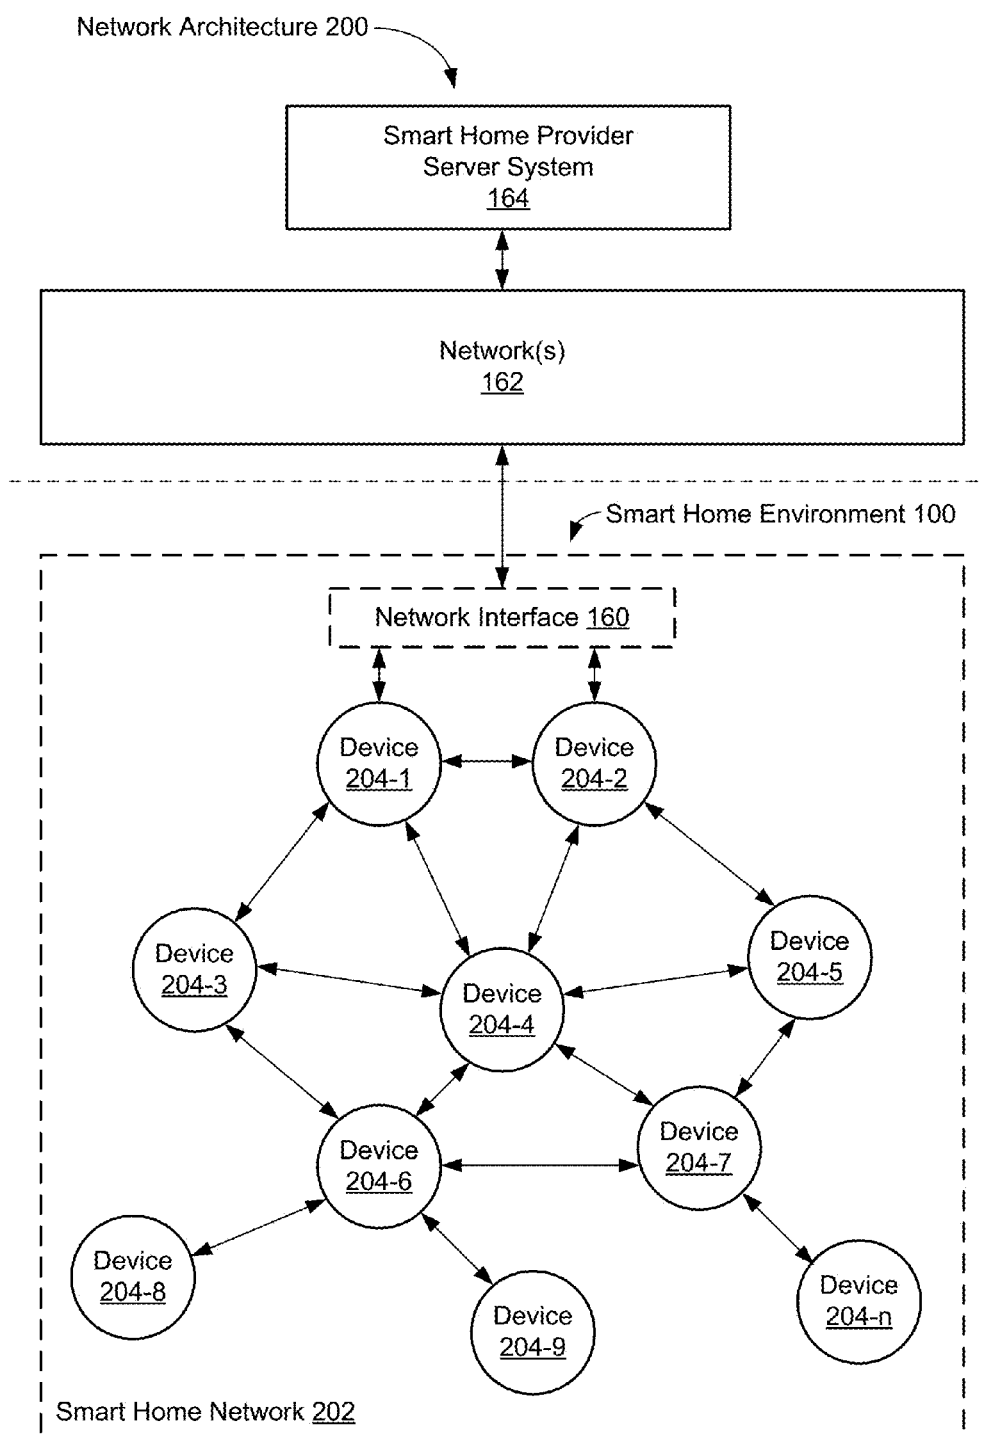 Network Architecture 200
Smart Home Provider
Server System
164
Network(s)
162
Smart Home Environment 100
Network Interface 160
Device
204-1
Device
204-2
Device
204-3
Device
204-4
Device
204-5
Device
204-6
Device
204-7
Device
204-8
Device
204-9
Device
204-n
Smart Home Network 202